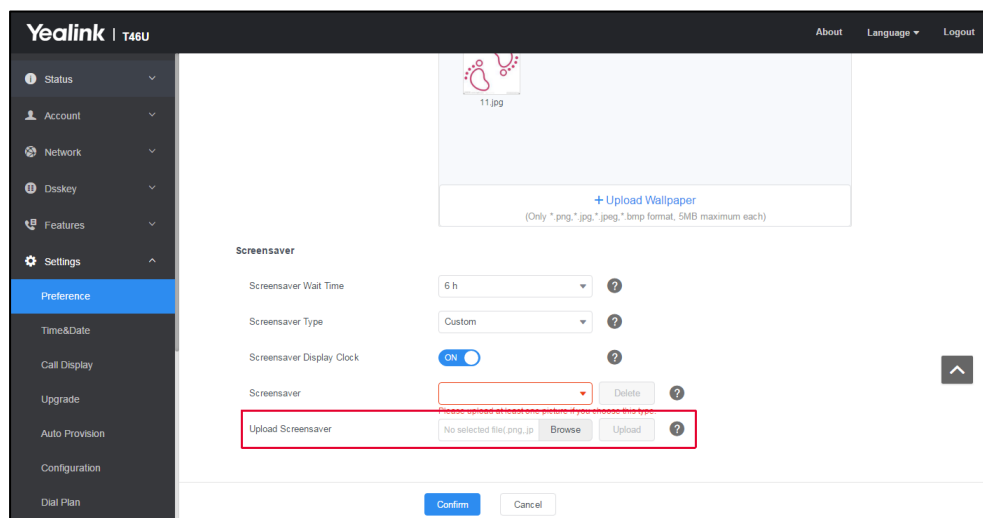 Yealink | T46U
About Language Logout
Status
Account
Network
Dsskey
Features
Settings
Preference
Time&Date
Call Display
Upgrade
Auto Provision
Configuration
Dial Plan
11.jpg
+ Upload Wallpaper
(Only *.png,*.jpg,*.jpeg,*.bmp format, 5MB maximum each)
Screensaver
Screensaver Wait Time 6 h ?
Screensaver Type Custom ?
Screensaver Display Clock ON ?
Screensaver Delete ?
Please upload at least one picture if you choose this type.
Upload Screensaver No selected file(.png,.jp Browse Upload ?
Confirm Cancel